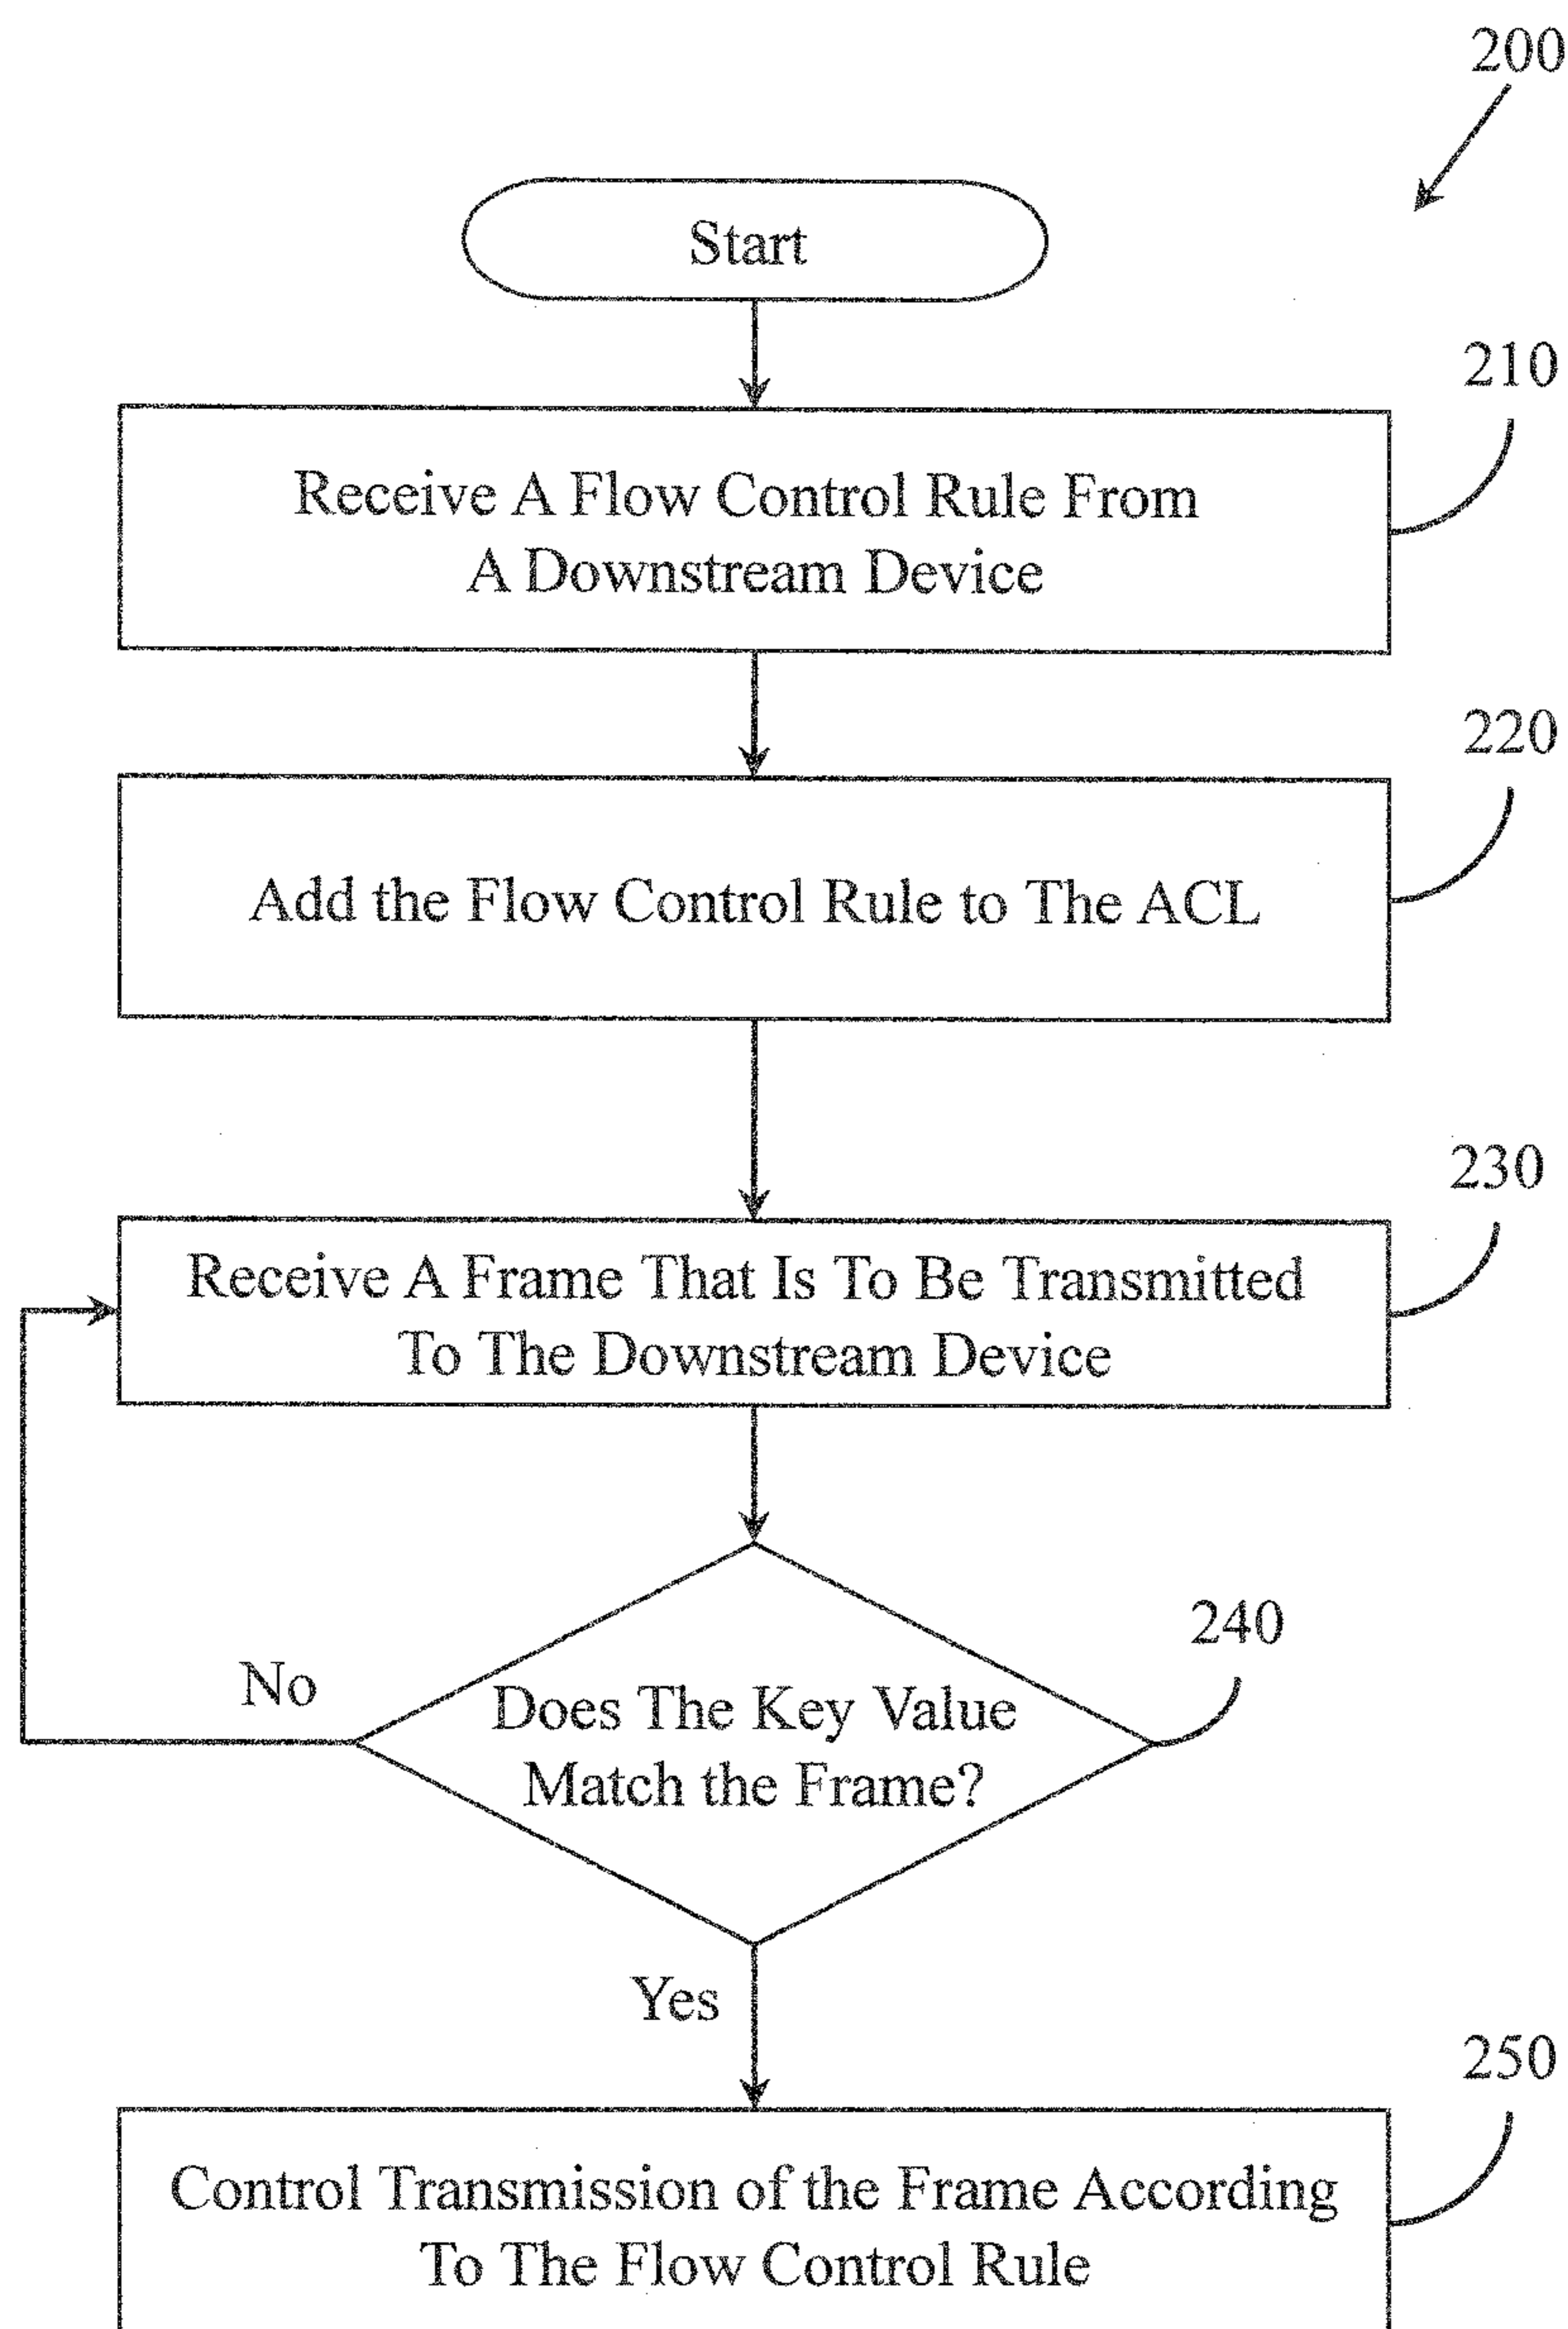 200
Start
210
Receive A Flow Control Rule From
A Downstream Device
220
Add the Flow Control Rule to The ACL
230
Receive A Frame That Is To Be Transmitted
To The Downstream Device
240
No
Does The Key Value
Match the Frame?
Yes
250
Control Transmission of the Frame According
To The Flow Control Rule